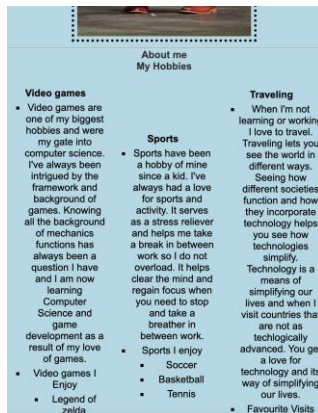 About me
My Hobbies
Video games
Video games are
one of my biggest
hobbies and were
my gate into
computer science.
I've always been
intrigued by the
framework and
background of
games. Knowing
all the background
of mechanics
functions has
always been a
question I have
and I am now
learning
Computer
Science and
game
development as a
result of my love
of games.
Video games I
Enjoy
Legend of
zelda
Sports
Sports have been
a hobby of mine
since a kid. I've
always had a love
for sports and
activity. It serves
as a stress reliever
and helps me take
a break in between
work so I do not
overload. It helps
clear the mind and
regain focus when
you need to stop
and take a
breather in
between work.
Sports I enjoy
Soccer
Basketball
Tennis
Traveling
When I'm not
learning or working
I love to travel.
Traveling lets you
see the world in
different ways.
Seeing how
different societies
function and how
they incorporate
technology helps
you see how
technologies
simplify.
Technology is a
means of
simplifying our
lives and when I
visit countries that
are not as
techlogically
advanced. You get
a love for
technology and its
way of simplifying
our lives.
Favourite Visits